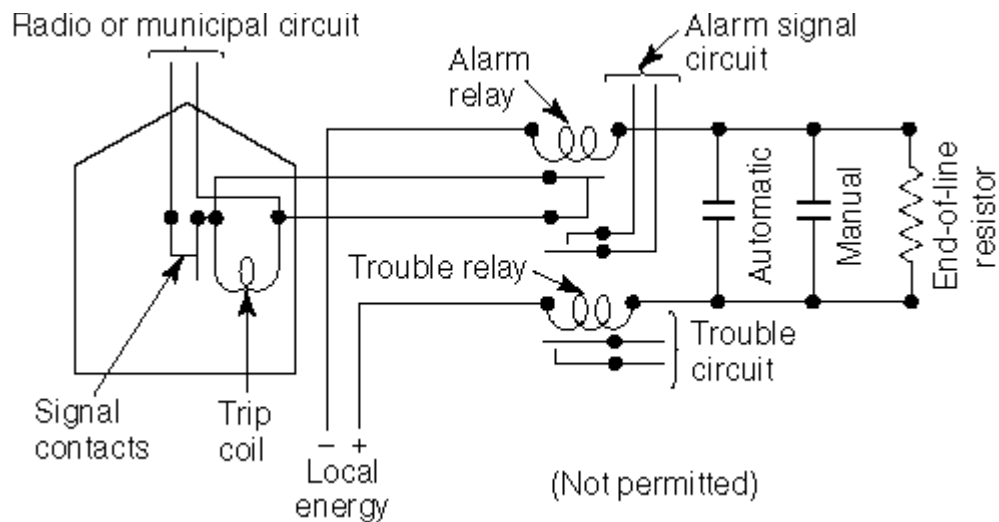 Radio or municipal circuit
Alarm signal
circuit
Alarm
relay
Automatic
Manual
End-of-line
resistor
Trouble relay
Trouble
circuit
Signal
contacts
Trip
coil
– +
Local
energy
(Not permitted)